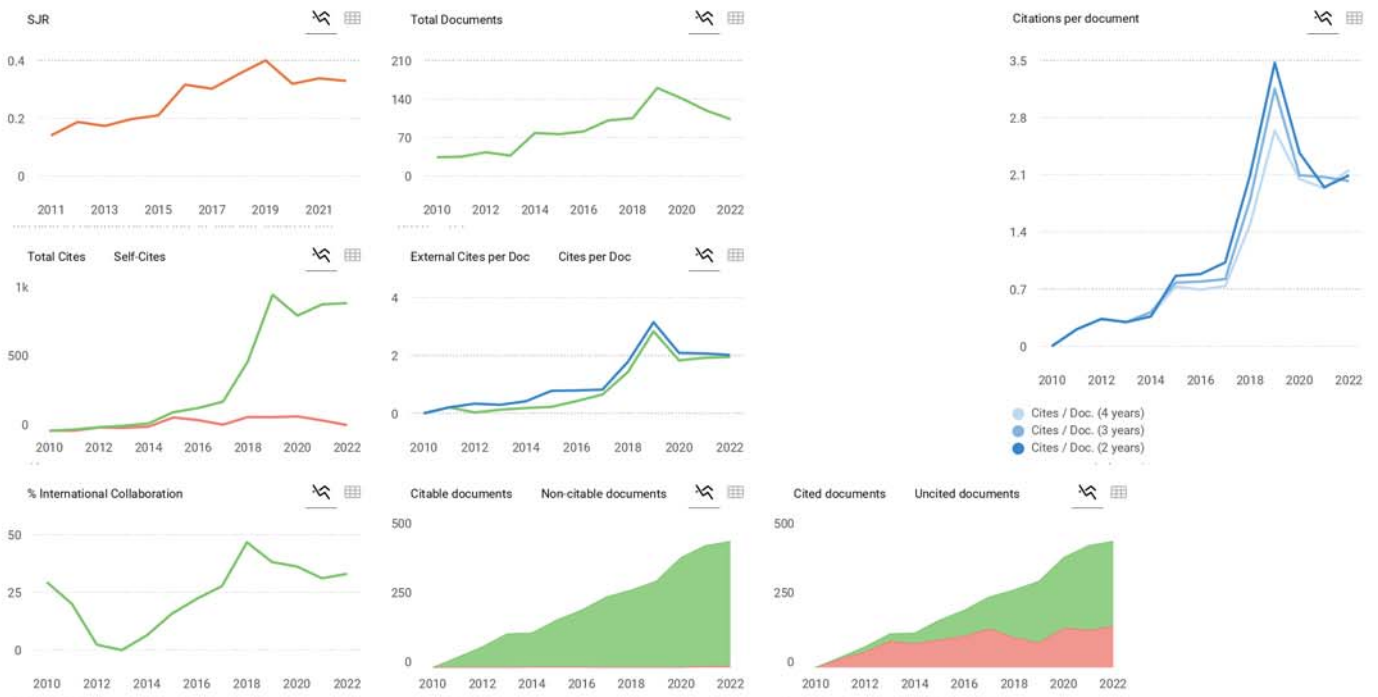 SJR
0.4
0.2
0
2011 2013 2015 2017 2019 2021
Total Documents
210
140
70
0
2010 2012 2014 2016 2018 2020 2022
Citations per document
3.5
2.8
2.1
1.4
0.7
0
2010 2012 2014 2016 2018 2020 2022
Cites / Doc. (4 years)
Cites / Doc. (3 years)
Cites / Doc. (2 years)
Total Cites Self-Cites
1k
500
0
2010 2012 2014 2016 2018 2020 2022
External Cites per Doc Cites per Doc
4
2
0
2010 2012 2014 2016 2018 2020 2022
% International Collaboration
50
25
0
2010 2012 2014 2016 2018 2020 2022
Citable documents Non-citable documents
500
250
0
2010 2012 2014 2016 2018 2020 2022
Cited documents Uncited documents
500
250
0
2010 2012 2014 2016 2018 2020 2022